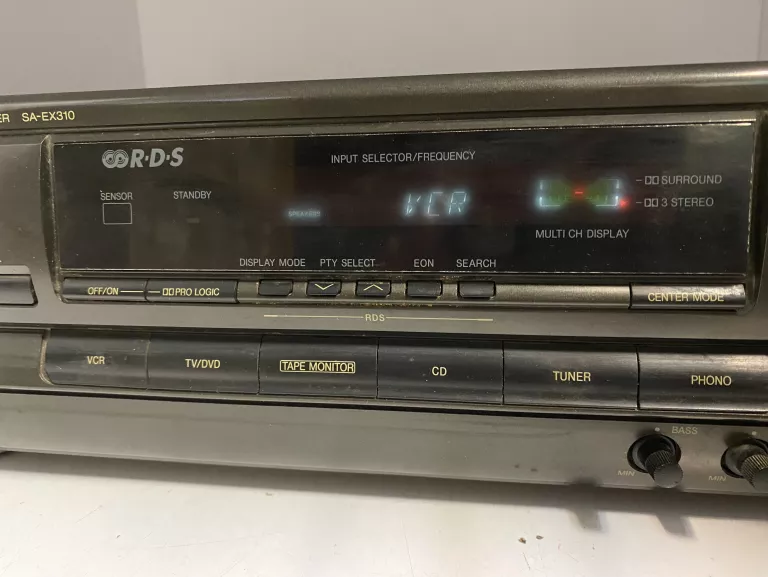 ER SA-EX310
R·D·S
INPUT SELECTOR/FREQUENCY
SENSOR
STANDBY
SPEAKERS
VCR
SURROUND
3 STEREO
MULTI CH DISPLAY
DISPLAY MODE PTY SELECT EON SEARCH
OFF/ON PRO LOGIC CENTER MODE
RDS
VCR TV/DVD TAPE MONITOR CD TUNER PHONO
BASS
MIN MIN